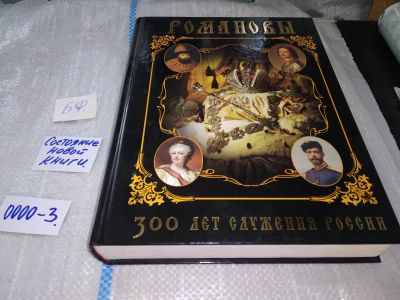 РОМАНОВЫ
БФ
Состояние
новой
книги
0000-3.
300 ЛЕТ СЛУЖЕНИЯ РОССИИ